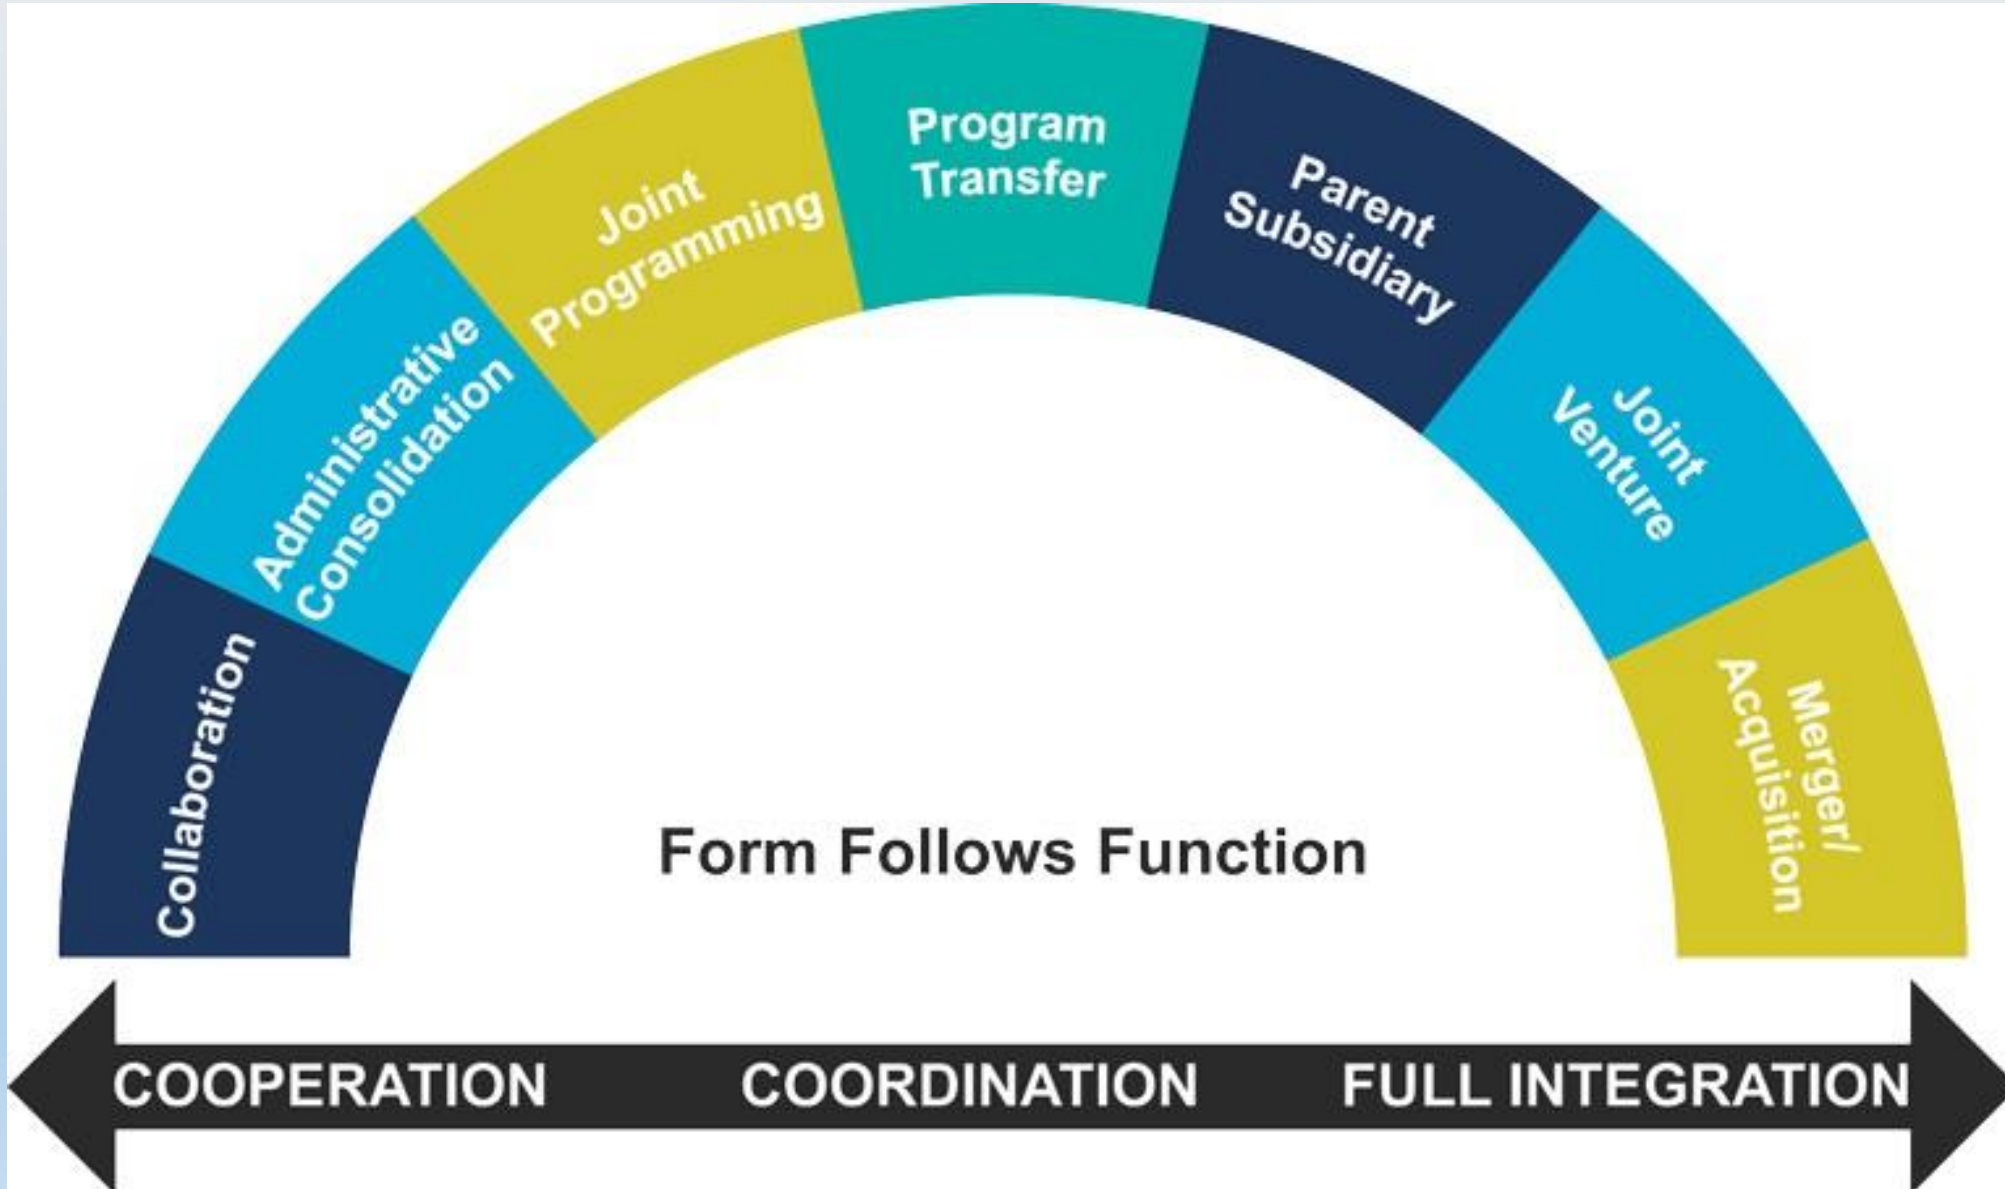 Collaboration
Administrative
Consolidation
Joint
Programming
Program
Transfer
Parent
Subsidiary
Joint
Venture
Merger/
Acquisition
Form Follows Function
COOPERATION COORDINATION FULL INTEGRATION